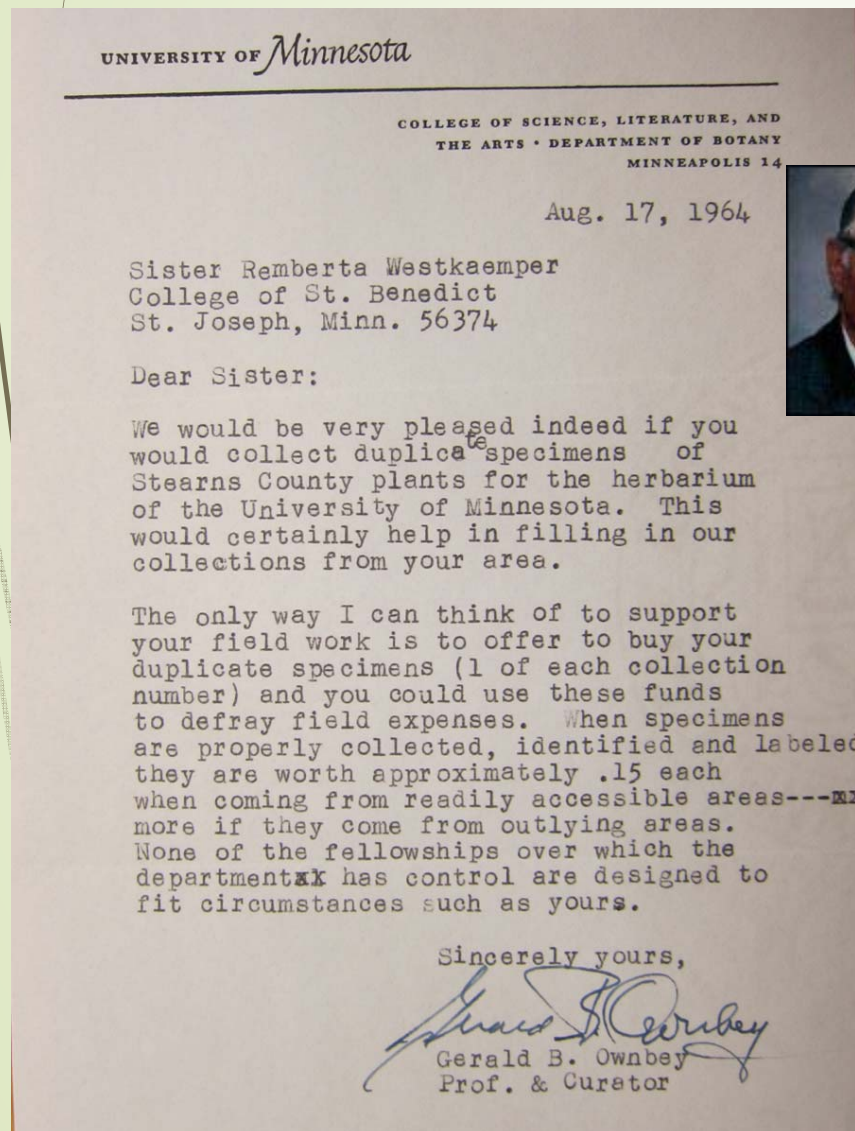 UNIVERSITY OF Minnesota
COLLEGE OF SCIENCE, LITERATURE, AND
THE ARTS • DEPARTMENT OF BOTANY
MINNEAPOLIS 14
Aug. 17, 1964
Sister Remberta Westkaemper
College of St. Benedict
St. Joseph, Minn. 56374
Dear Sister:
We would be very pleased indeed if you
would collect duplicate specimens of
Stearns County plants for the herbarium
of the University of Minnesota. This
would certainly help in filling in our
collections from your area.
The only way I can think of to support
your field work is to offer to buy your
duplicate specimens (1 of each collection
number) and you could use these funds
to defray field expenses. When specimens
are properly collected, identified and labeled
they are worth approximately .15 each
when coming from readily accessible areas---
more if they come from outlying areas.
None of the fellowships over which the
department has control are designed to
fit circumstances such as yours.
Sincerely yours,
Gerald B. Ownbey
Gerald B. Ownbey
Prof. & Curator